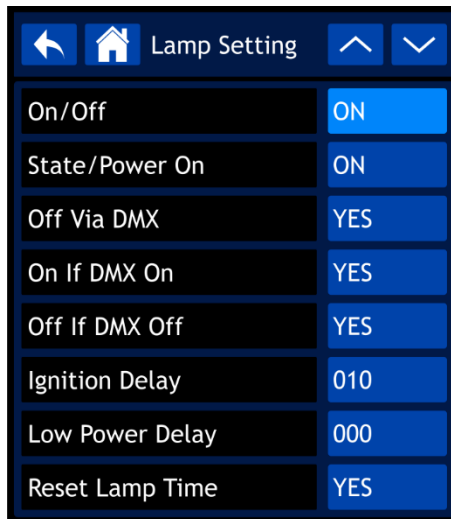 Lamp Setting
On/Off ON
State/Power On ON
Off Via DMX YES
On If DMX On YES
Off If DMX Off YES
Ignition Delay 010
Low Power Delay 000
Reset Lamp Time YES